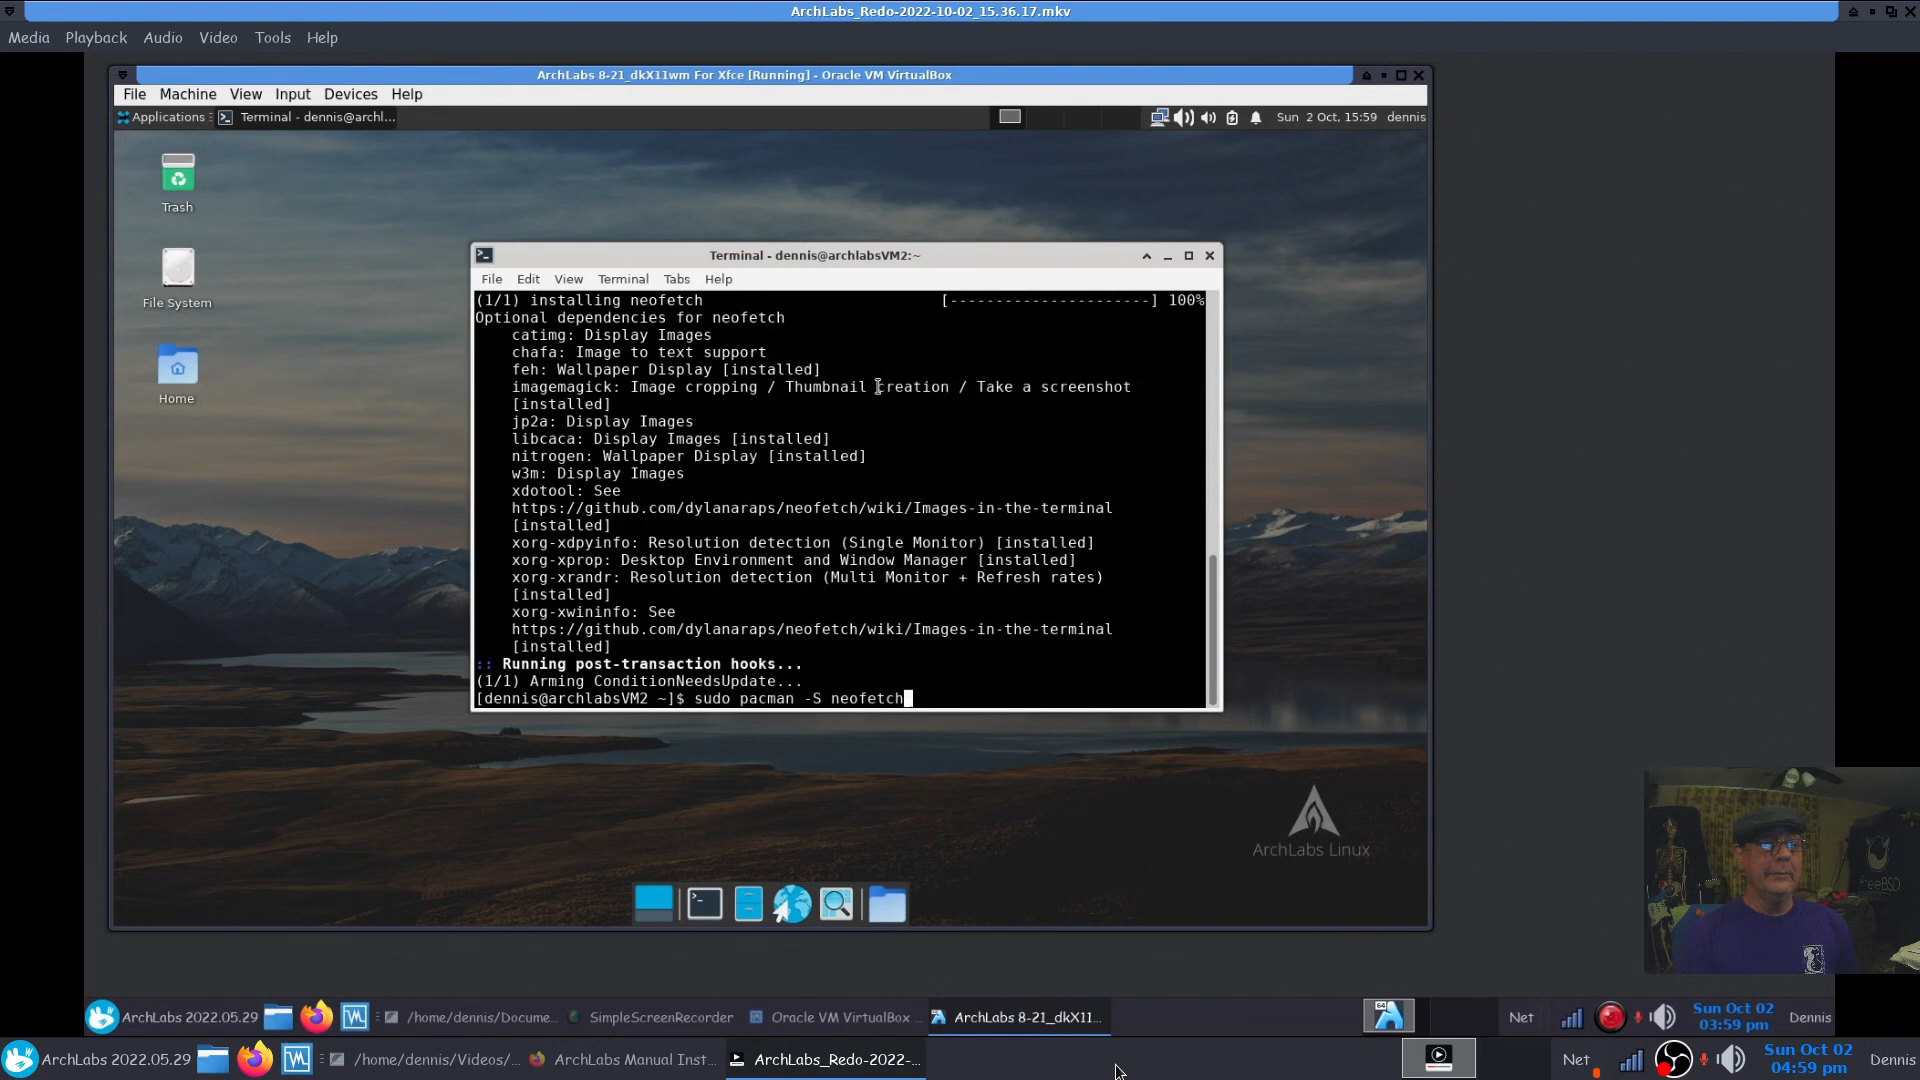 ArchLabs_Redo-2022-10-02_15.36.17.mkv
Media Playback Audio Video Tools Help
ArchLabs 8-21_dkX11wm For Xfce [Running] - Oracle VM VirtualBox
File Machine View Input Devices Help
Applications Terminal - dennis@archl... Sun 2 Oct, 15:59 dennis
Trash
File System
Home
Terminal - dennis@archlabsVM2:~
File Edit View Terminal Tabs Help
(1/1) installing neofetch [----------------------] 100%
Optional dependencies for neofetch
catimg: Display Images
chafa: Image to text support
feh: Wallpaper Display [installed]
imagemagick: Image cropping / Thumbnail creation / Take a screenshot
[installed]
jp2a: Display Images
libcaca: Display Images [installed]
nitrogen: Wallpaper Display [installed]
w3m: Display Images
xdotool: See
https://github.com/dylanaraps/neofetch/wiki/Images-in-the-terminal
[installed]
xorg-xdpyinfo: Resolution detection (Single Monitor) [installed]
xorg-xprop: Desktop Environment and Window Manager [installed]
xorg-xrandr: Resolution detection (Multi Monitor + Refresh rates)
[installed]
xorg-xwininfo: See
https://github.com/dylanaraps/neofetch/wiki/Images-in-the-terminal
[installed]
:: Running post-transaction hooks...
(1/1) Arming ConditionNeedsUpdate...
[dennis@archlabsVM2 ~]$ sudo pacman -S neofetch
ArchLabs Linux
reeBSD
ArchLabs 2022.05.29 /home/dennis/Docume... SimpleScreenRecorder Oracle VM VirtualBox ... ArchLabs 8-21_dkX11... 64 Net Sun Oct 02 Dennis
03:59 pm
ArchLabs 2022.05.29 /home/dennis/Videos/... ArchLabs Manual Inst... ArchLabs_Redo-2022-... Net Sun Oct 02 Dennis
04:59 pm